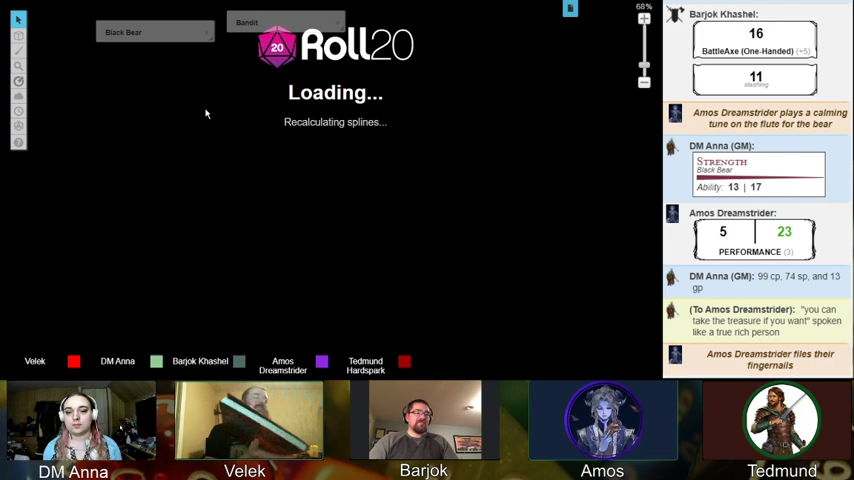 Black Bear
Bandit
20
Roll20
Loading...
Recalculating splines...
68%
Barjok Khashel:
16
BattleAxe (One-Handed) (+5)
11
slashing
Amos Dreamstrider plays a calming
tune on the flute for the bear
DM Anna (GM):
Strength
Black Bear
Ability: 13 | 17
Amos Dreamstrider:
5 23
PERFORMANCE (3)
DM Anna (GM): 99 cp, 74 sp, and 13
gp
(To Amos Dreamstrider): "you can
take the treasure if you want" spoken
like a true rich person
Amos Dreamstrider files their
fingernails
Velek
DM Anna
Barjok Khashel
Amos
Dreamstrider
Tedmund
Hardspark
DM Anna
Velek
Barjok
Amos
Tedmund